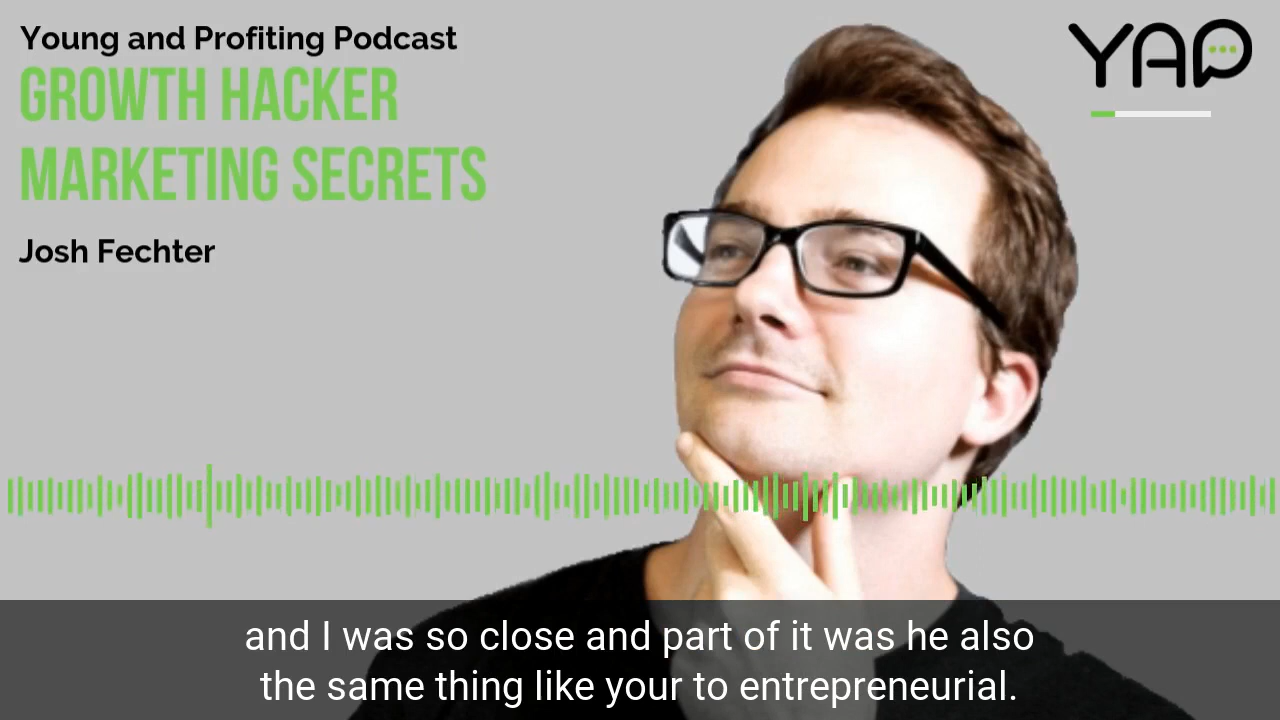 Young and Profiting Podcast
YAP
GROWTH HACKER
MARKETING SECRETS
Josh Fechter
and I was so close and part of it was he also
the same thing like your to entrepreneurial.